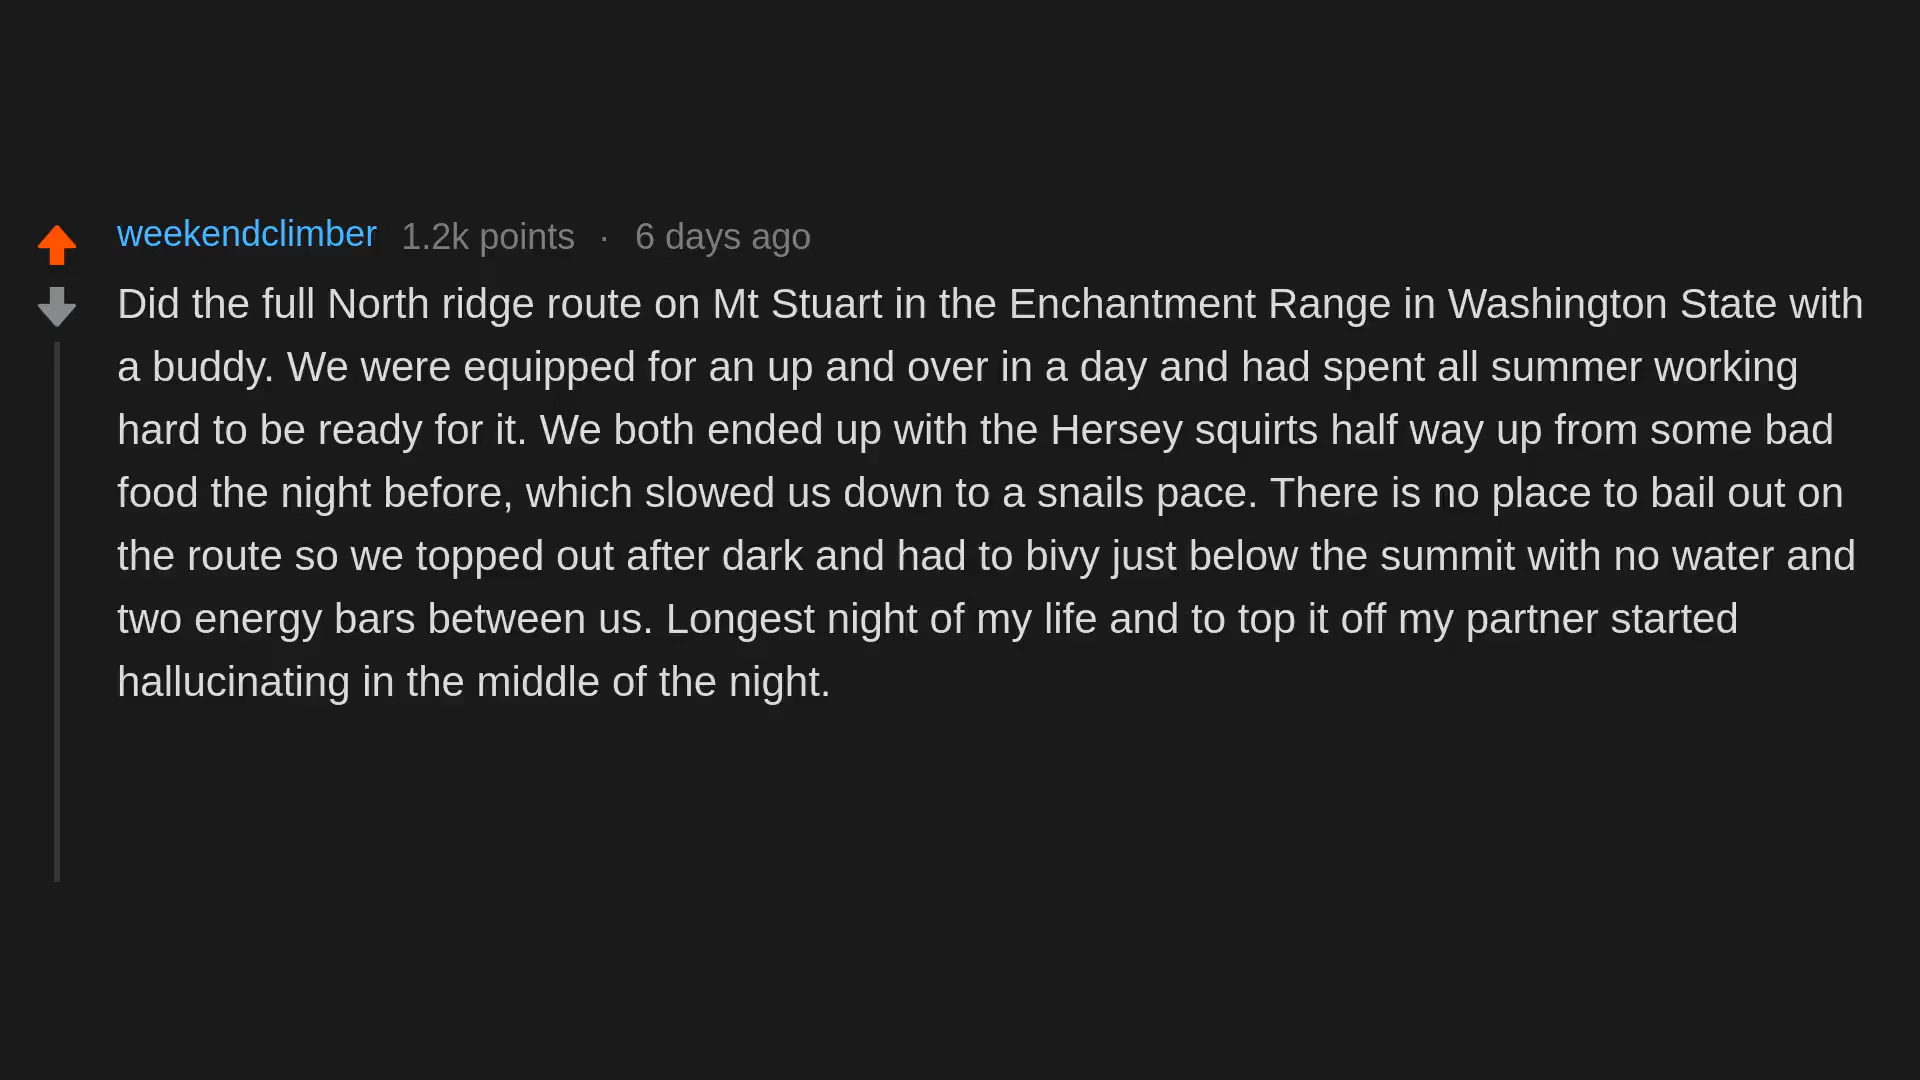 weekendclimber 1.2k points · 6 days ago
Did the full North ridge route on Mt Stuart in the Enchantment Range in Washington State with
a buddy. We were equipped for an up and over in a day and had spent all summer working
hard to be ready for it. We both ended up with the Hersey squirts half way up from some bad
food the night before, which slowed us down to a snails pace. There is no place to bail out on
the route so we topped out after dark and had to bivy just below the summit with no water and
two energy bars between us. Longest night of my life and to top it off my partner started
hallucinating in the middle of the night.